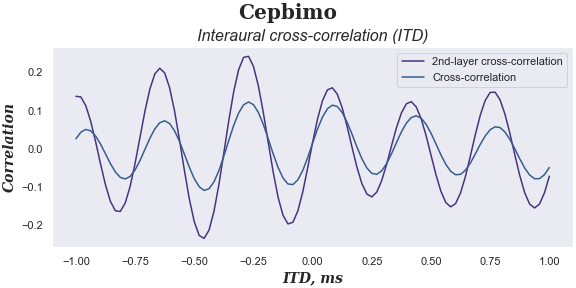 Cepbimo
Interaural cross-correlation (ITD)
2nd-layer cross-correlation
Cross-correlation
Correlation
0.2
0.1
0.0
−0.1
−0.2
−1.00 −0.75 −0.50 −0.25 0.00 0.25 0.50 0.75 1.00
ITD, ms